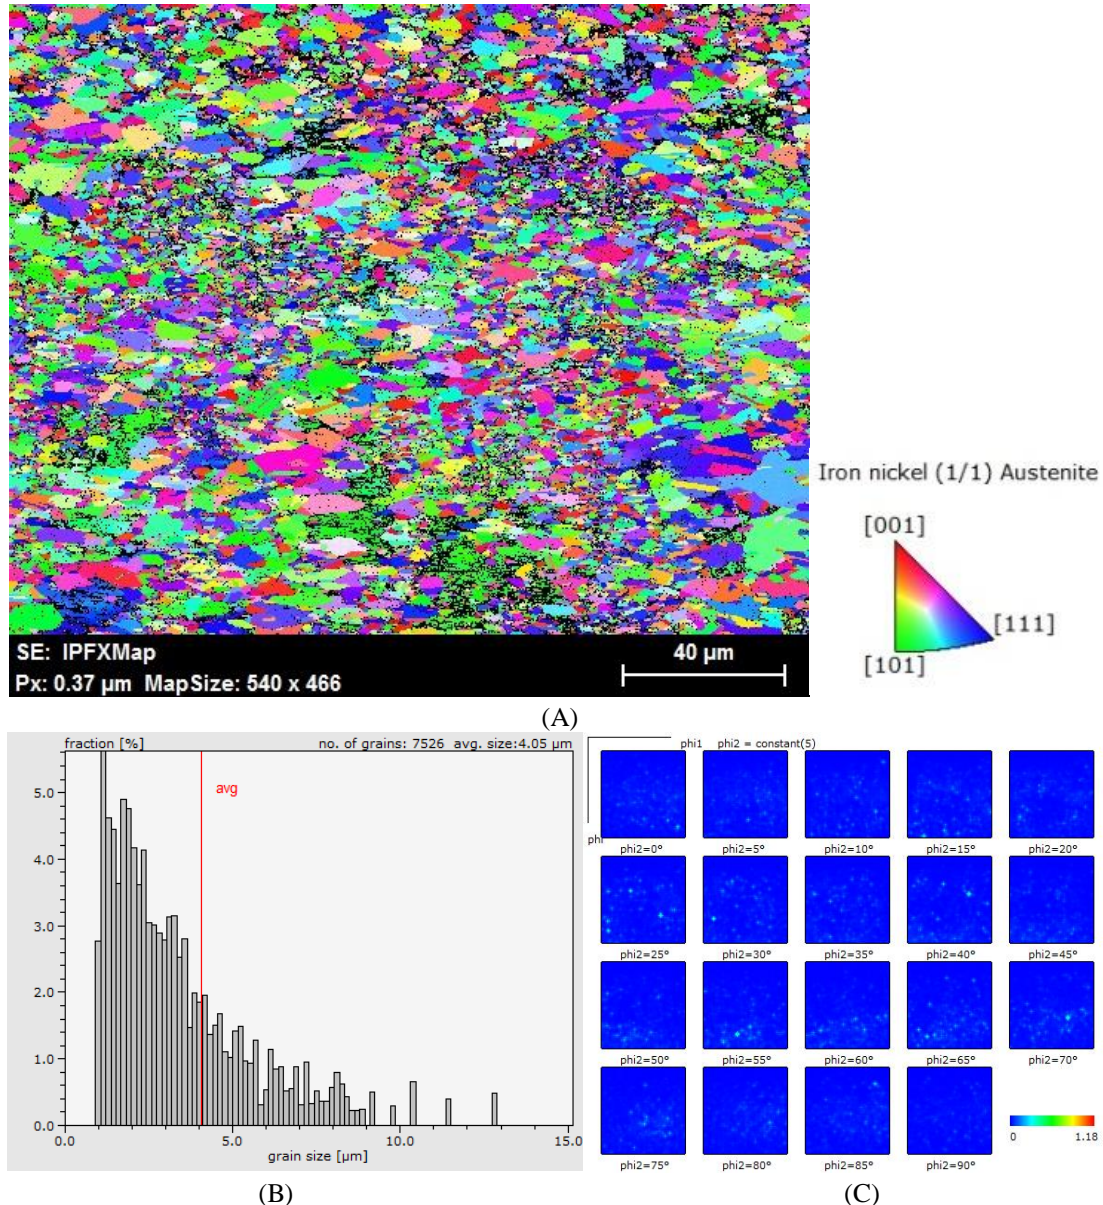 Iron nickel (1/1) Austenite
[001]
[111]
[101]
SE: IPFXMap
40 µm
Px: 0.37 µm MapSize: 540 x 466
(A)
fraction [%]
no. of grains: 7526 avg. size:4.05 µm
avg
5.0
4.0
3.0
2.0
1.0
0.0
0.0 5.0 10.0 15.0
grain size [µm]
(B)
phi1 phi2 = constant(5)
phi
phi2=0° phi2=5° phi2=10° phi2=15° phi2=20°
phi2=25° phi2=30° phi2=35° phi2=40° phi2=45°
phi2=50° phi2=55° phi2=60° phi2=65° phi2=70°
phi2=75° phi2=80° phi2=85° phi2=90°
0 1.18
(C)